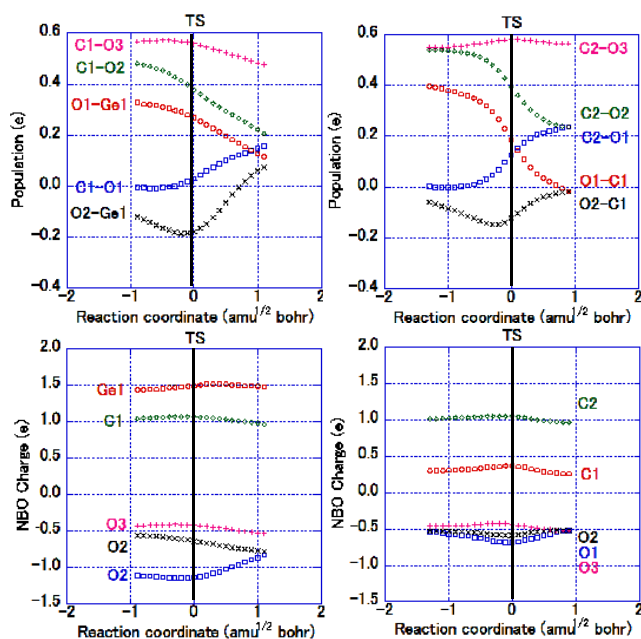 TS
TS
0.6
C1-O3
C1-O2
0.4
O1-Ge1
0.2
C1-O1
0.0
O2-Ge1
-0.2
-0.4
Population (e)
-2
-1
0
1
2
Reaction coordinate (amu1/2 bohr)
0.6
C2-O3
0.4
C2-O2
C2-O1
0.2
0.0
O1-C1
O2-C1
-0.2
-0.4
Population (e)
-2
-1
0
1
2
Reaction coordinate (amu1/2 bohr)
TS
2.0
Ge1
1.5
C1
1.0
0.5
0.0
O3
-0.5
O2
O2
-1.0
-1.5
NBO Charge (e)
-2
-1
0
1
2
Reaction coordinate (amu1/2 bohr)
TS
2.0
1.5
C2
1.0
0.5
C1
0.0
-0.5
O2
O1
O3
-1.0
-1.5
NBO Charge (e)
-2
-1
0
1
2
Reaction coordinate (amu1/2 bohr)